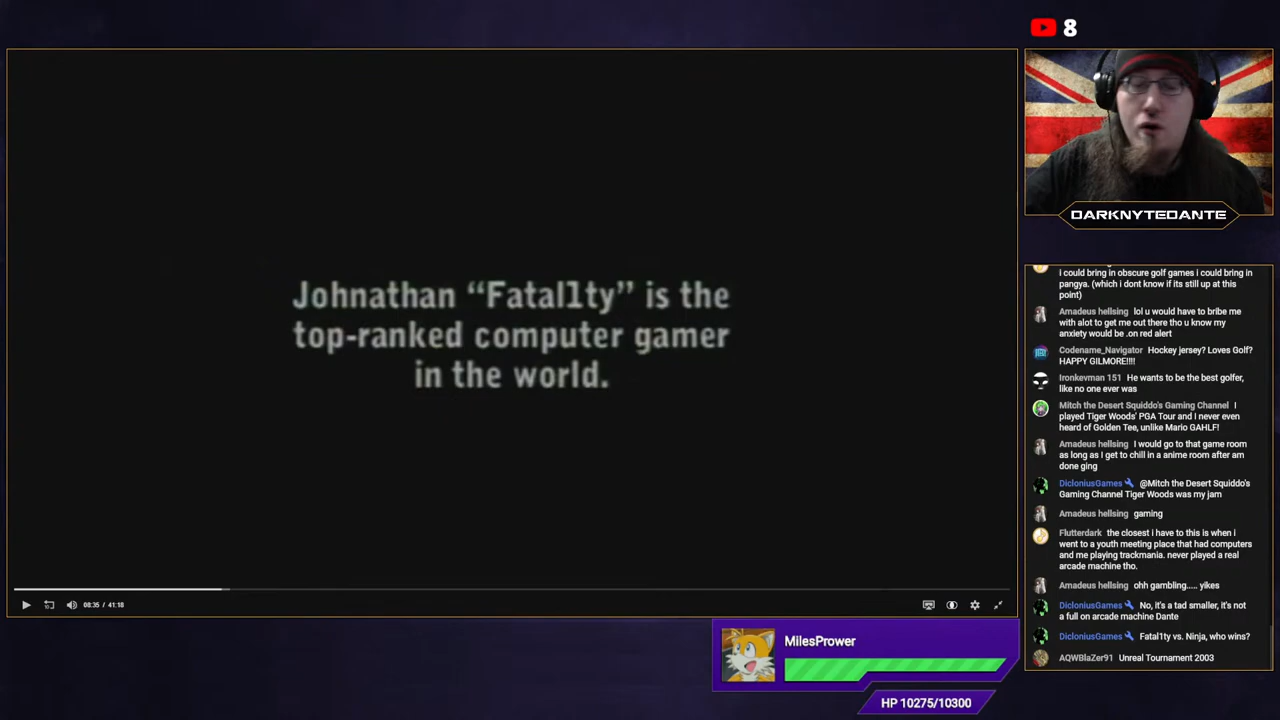 8
Johnathan “Fatal1ty” is the
top-ranked computer gamer
in the world.
08:35 / 41:18
DARKNYTEDANTE
i could bring in obscure golf games i could bring in
pangya. (which i dont know if its still up at this
point)
Amadeus hellsing lol u would have to bribe me
with alot to get me out there tho u know my
anxiety would be .on red alert
Codename_Navigator Hockey jersey? Loves Golf?
HAPPY GILMORE!!!!
Ironkevman 151 He wants to be the best golfer,
like no one ever was
Mitch the Desert Squiddo's Gaming Channel I
played Tiger Woods' PGA Tour and I never even
heard of Golden Tee, unlike Mario GAHLF!
Amadeus hellsing I would go to that game room
as long as i get to chill in a anime room after am
done ging
DicloniusGames @Mitch the Desert Squiddo's
Gaming Channel Tiger Woods was my jam
Amadeus hellsing gaming
Flutterdark the closest i have to this is when i
went to a youth meeting place that had computers
and me playing trackmania. never played a real
arcade machine tho.
Amadeus hellsing ohh gambling..... yikes
DicloniusGames No, it's a tad smaller, it's not
a full on arcade machine Dante
DicloniusGames Fatal1ty vs. Ninja, who wins?
AQWBlaZer91 Unreal Tournament 2003
MilesPrower
HP 10275/10300